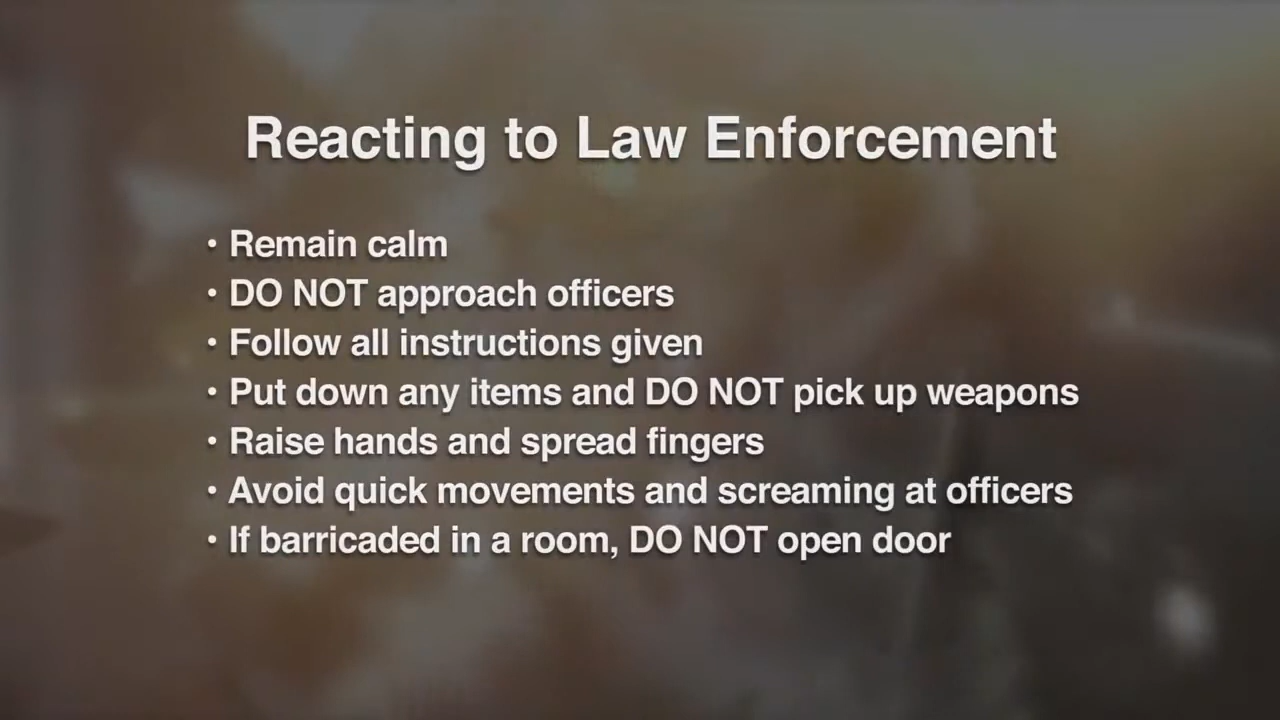 Reacting to Law Enforcement
• Remain calm
• DO NOT approach officers
• Follow all instructions given
• Put down any items and DO NOT pick up weapons
• Raise hands and spread fingers
• Avoid quick movements and screaming at officers
• If barricaded in a room, DO NOT open door